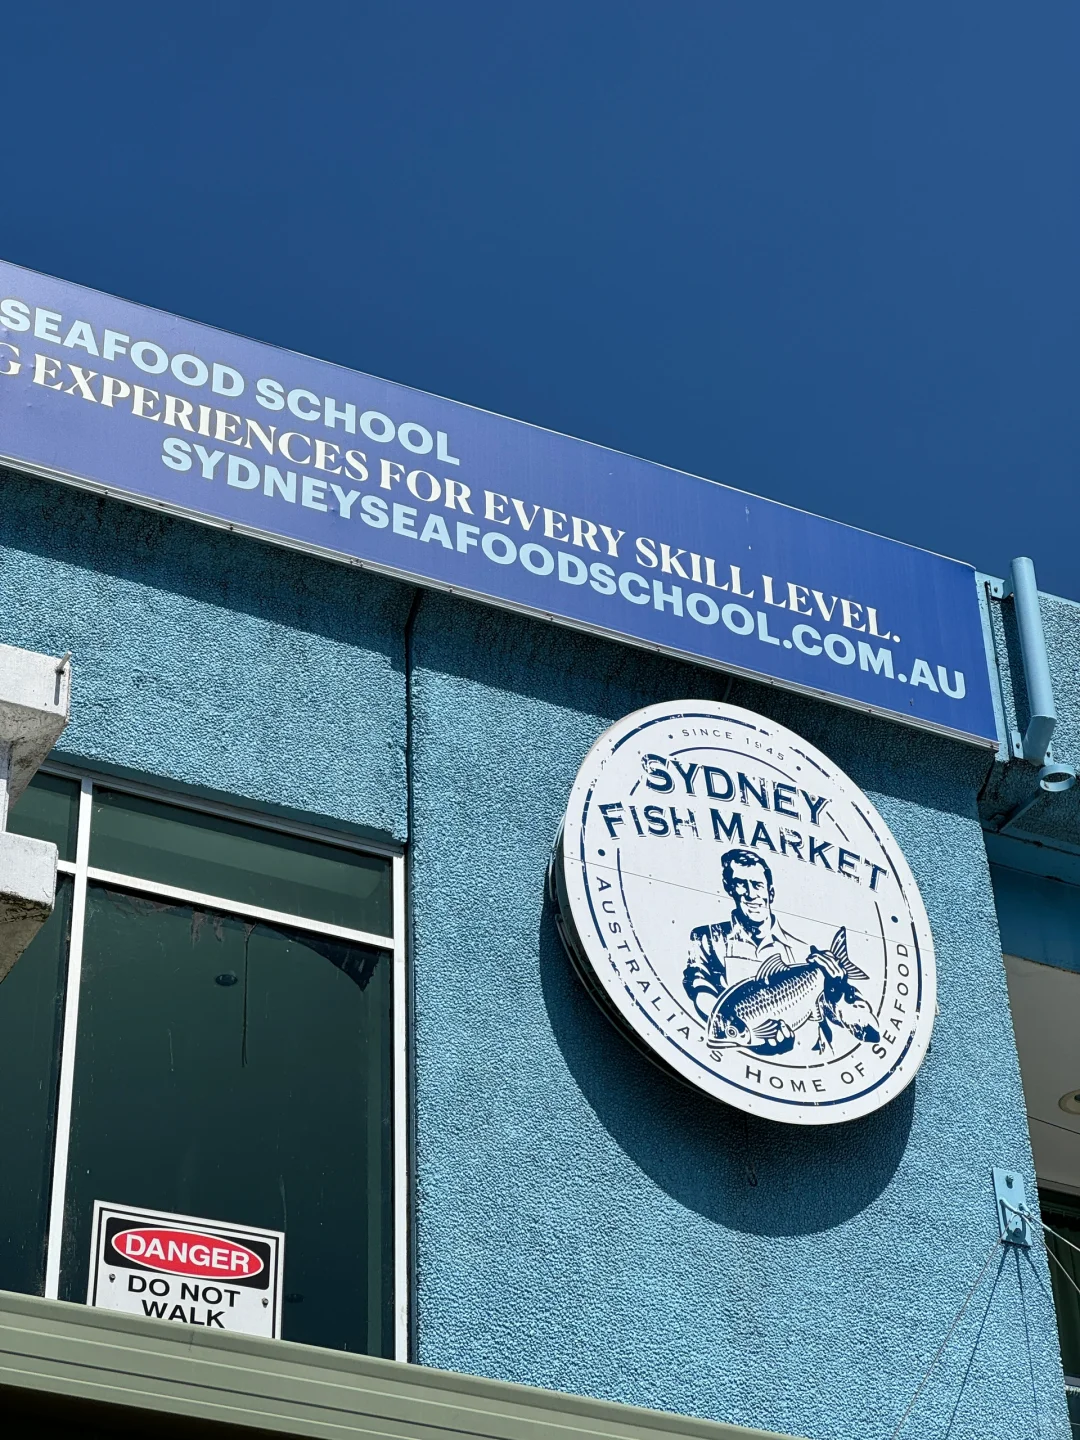 SEAFOOD SCHOOL
G EXPERIENCES FOR EVERY SKILL LEVEL.
SYDNEYSEAFOODSCHOOL.COM.AU
SINCE 1945
SYDNEY
FISH MARKET
AUSTRALIA'S HOME OF SEAFOOD
DANGER
DO NOT
WALK